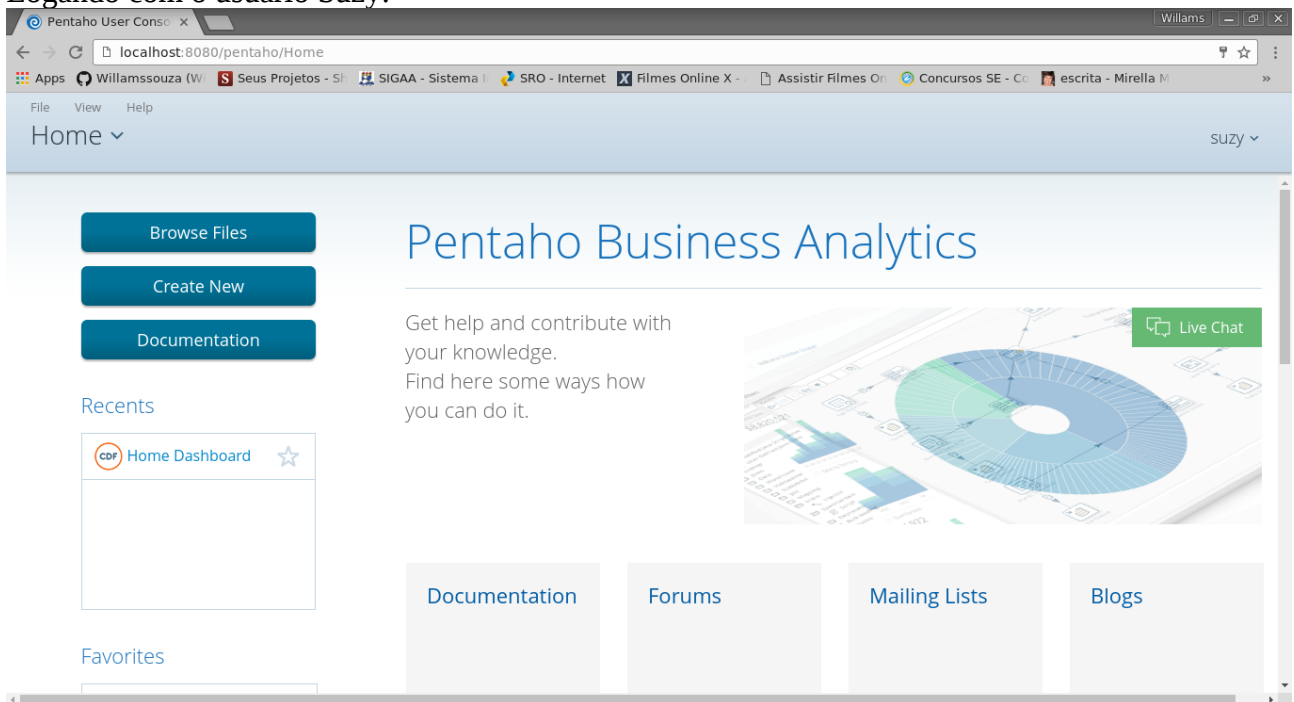 Logando com o usuário Suzy:
Pentaho User Conso
Willams
localhost:8080/pentaho/Home
Apps Willamssouza (Wi Seus Projetos - Sh SIGAA - Sistema I SRO - Internet Filmes Online X - Assistir Filmes On Concursos SE - Co escrita - Mirella M »
File View Help
Home
suzy
Browse Files
Pentaho Business Analytics
Create New
Documentation
Get help and contribute with
your knowledge.
Find here some ways how
you can do it.
Live Chat
Recents
CDF Home Dashboard
Documentation Forums Mailing Lists Blogs
Favorites